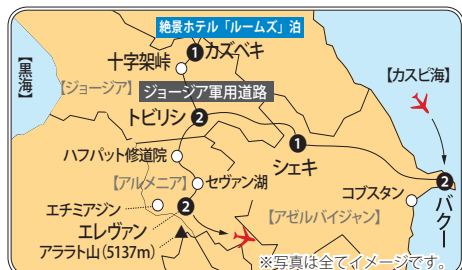 絶景ホテル「ルームズ」泊
❶カズベキ
十字架峠
【黒海】
【ジョージア】
ジョージア軍用道路
【カスピ海】
トビリシ❷
ハフパット修道院
❶
シェキ
【アルメニア】
セヴァン湖
❷
バクー
コブスタン
エチミアジン
❷
エレヴァン
【アゼルバイジャン】
アララト山(5137m)
※写真は全てイメージです。